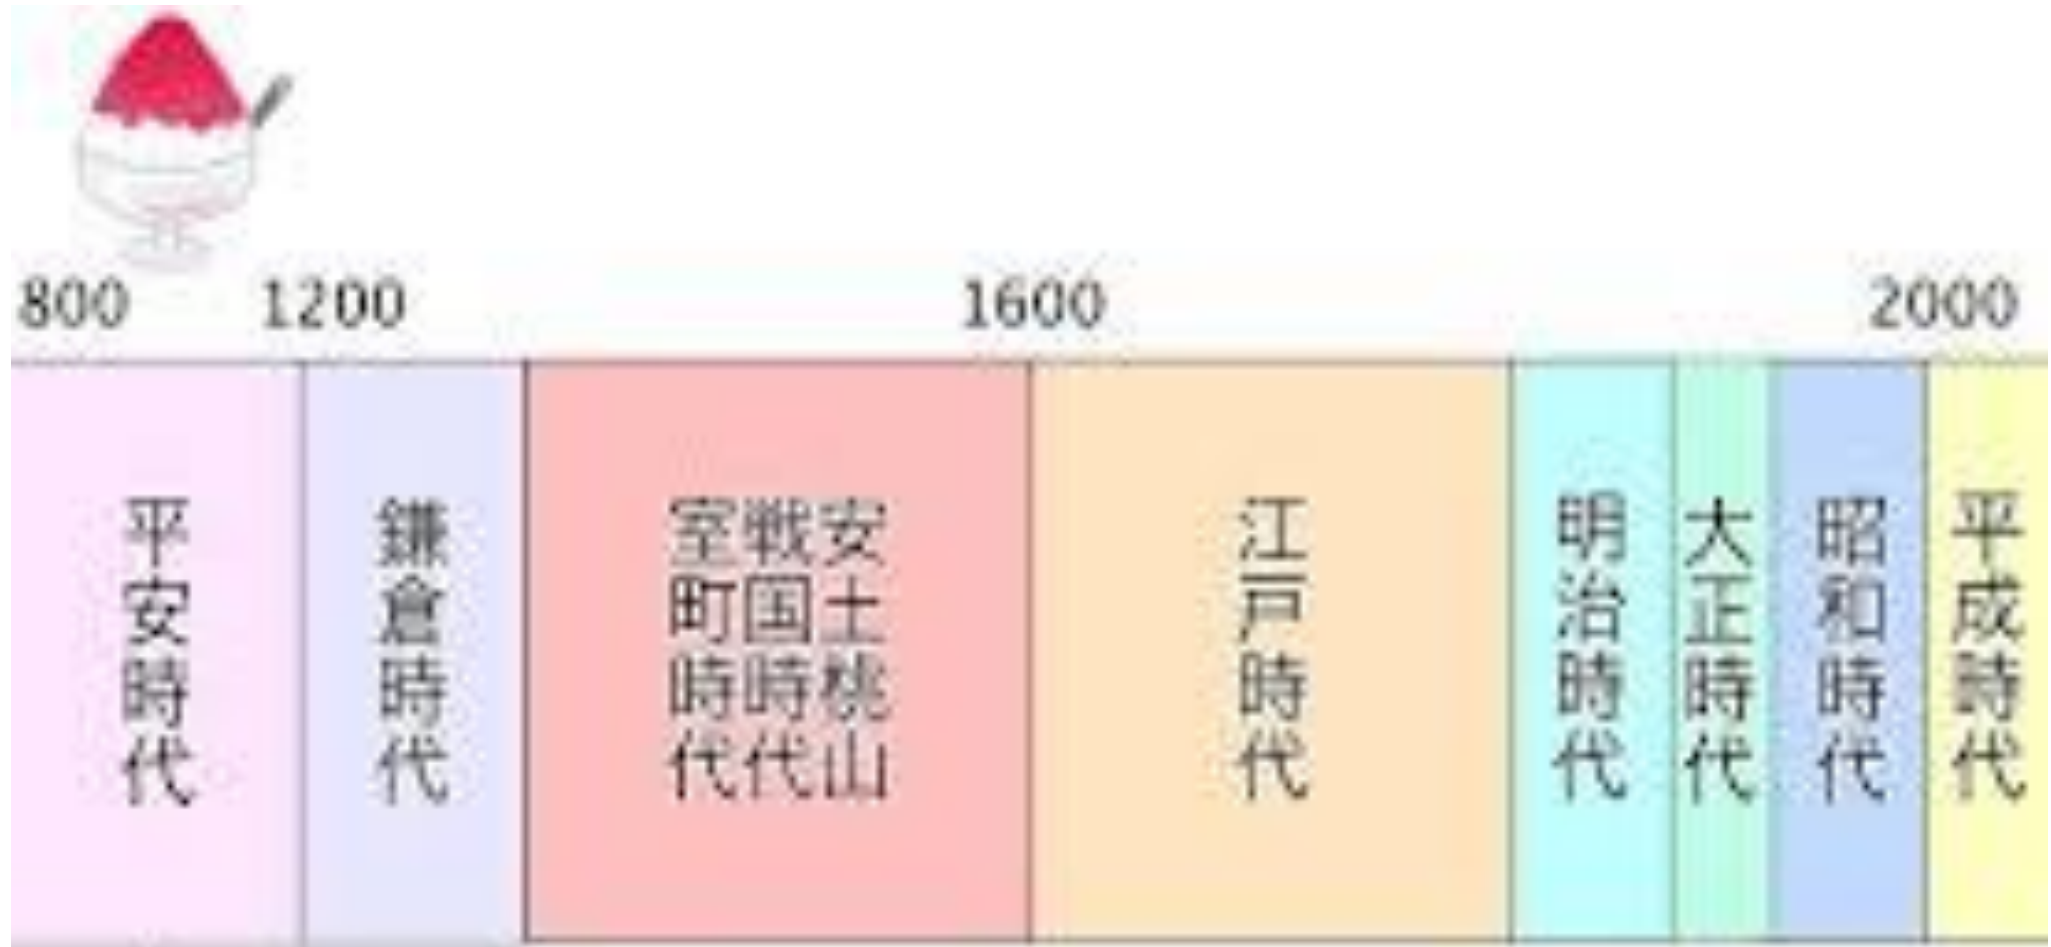 800
1200
1600
2000
平安時代
鎌倉時代
室町時代
戦国時代
安土桃山
江戸時代
明治時代
大正時代
昭和時代
平成時代